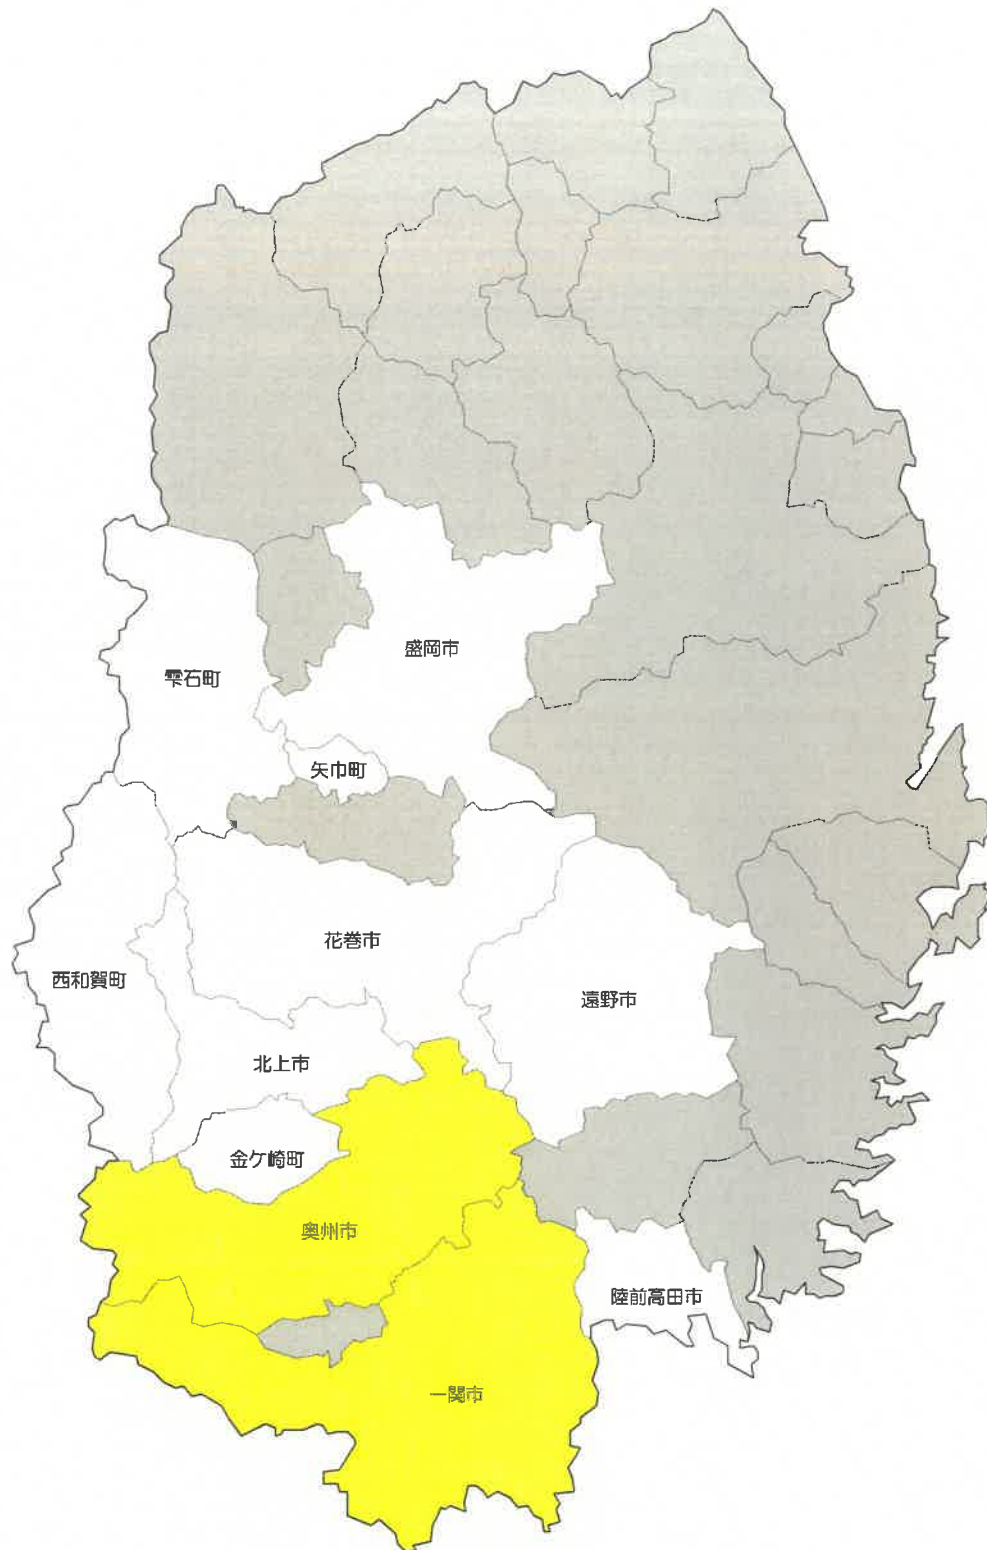 盛岡市
雫石町
矢巾町
花巻市
西和賀町
遠野市
北上市
金ケ崎町
奥州市
陸前高田市
一関市